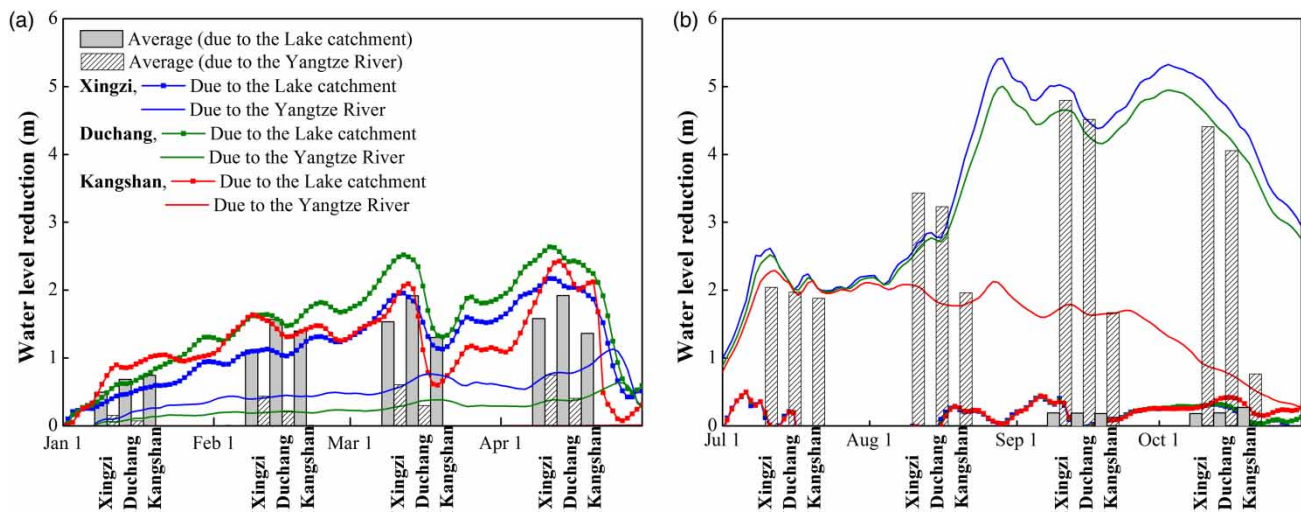 (a)
Water level reduction (m)
6
5
4
3
2
1
0
Average (due to the Lake catchment)
Average (due to the Yangtze River)
Xingzi, Due to the Lake catchment
Due to the Yangtze River
Duchang, Due to the Lake catchment
Due to the Yangtze River
Kangshan, Due to the Lake catchment
Due to the Yangtze River
Jan 1
Feb 1
Mar 1
Apr 1
Xingzi
Duchang
Kangshan
Xingzi
Duchang
Kangshan
Xingzi
Duchang
Kangshan
Xingzi
Duchang
Kangshan
(b)
Water level reduction (m)
6
5
4
3
2
1
0
Jul 1
Aug 1
Sep 1
Oct 1
Xingzi
Duchang
Kangshan
Xingzi
Duchang
Kangshan
Xingzi
Duchang
Kangshan
Xingzi
Duchang
Kangshan